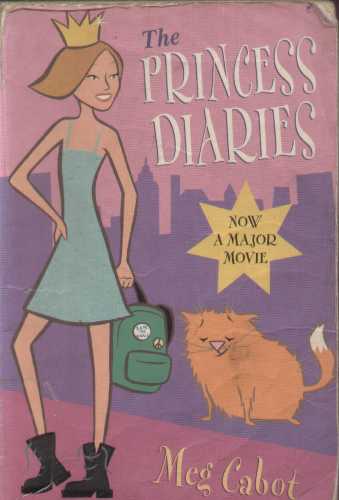 The
PRINCESS
DIARIES
NOW
A MAJOR
MOVIE
Meg Cabot